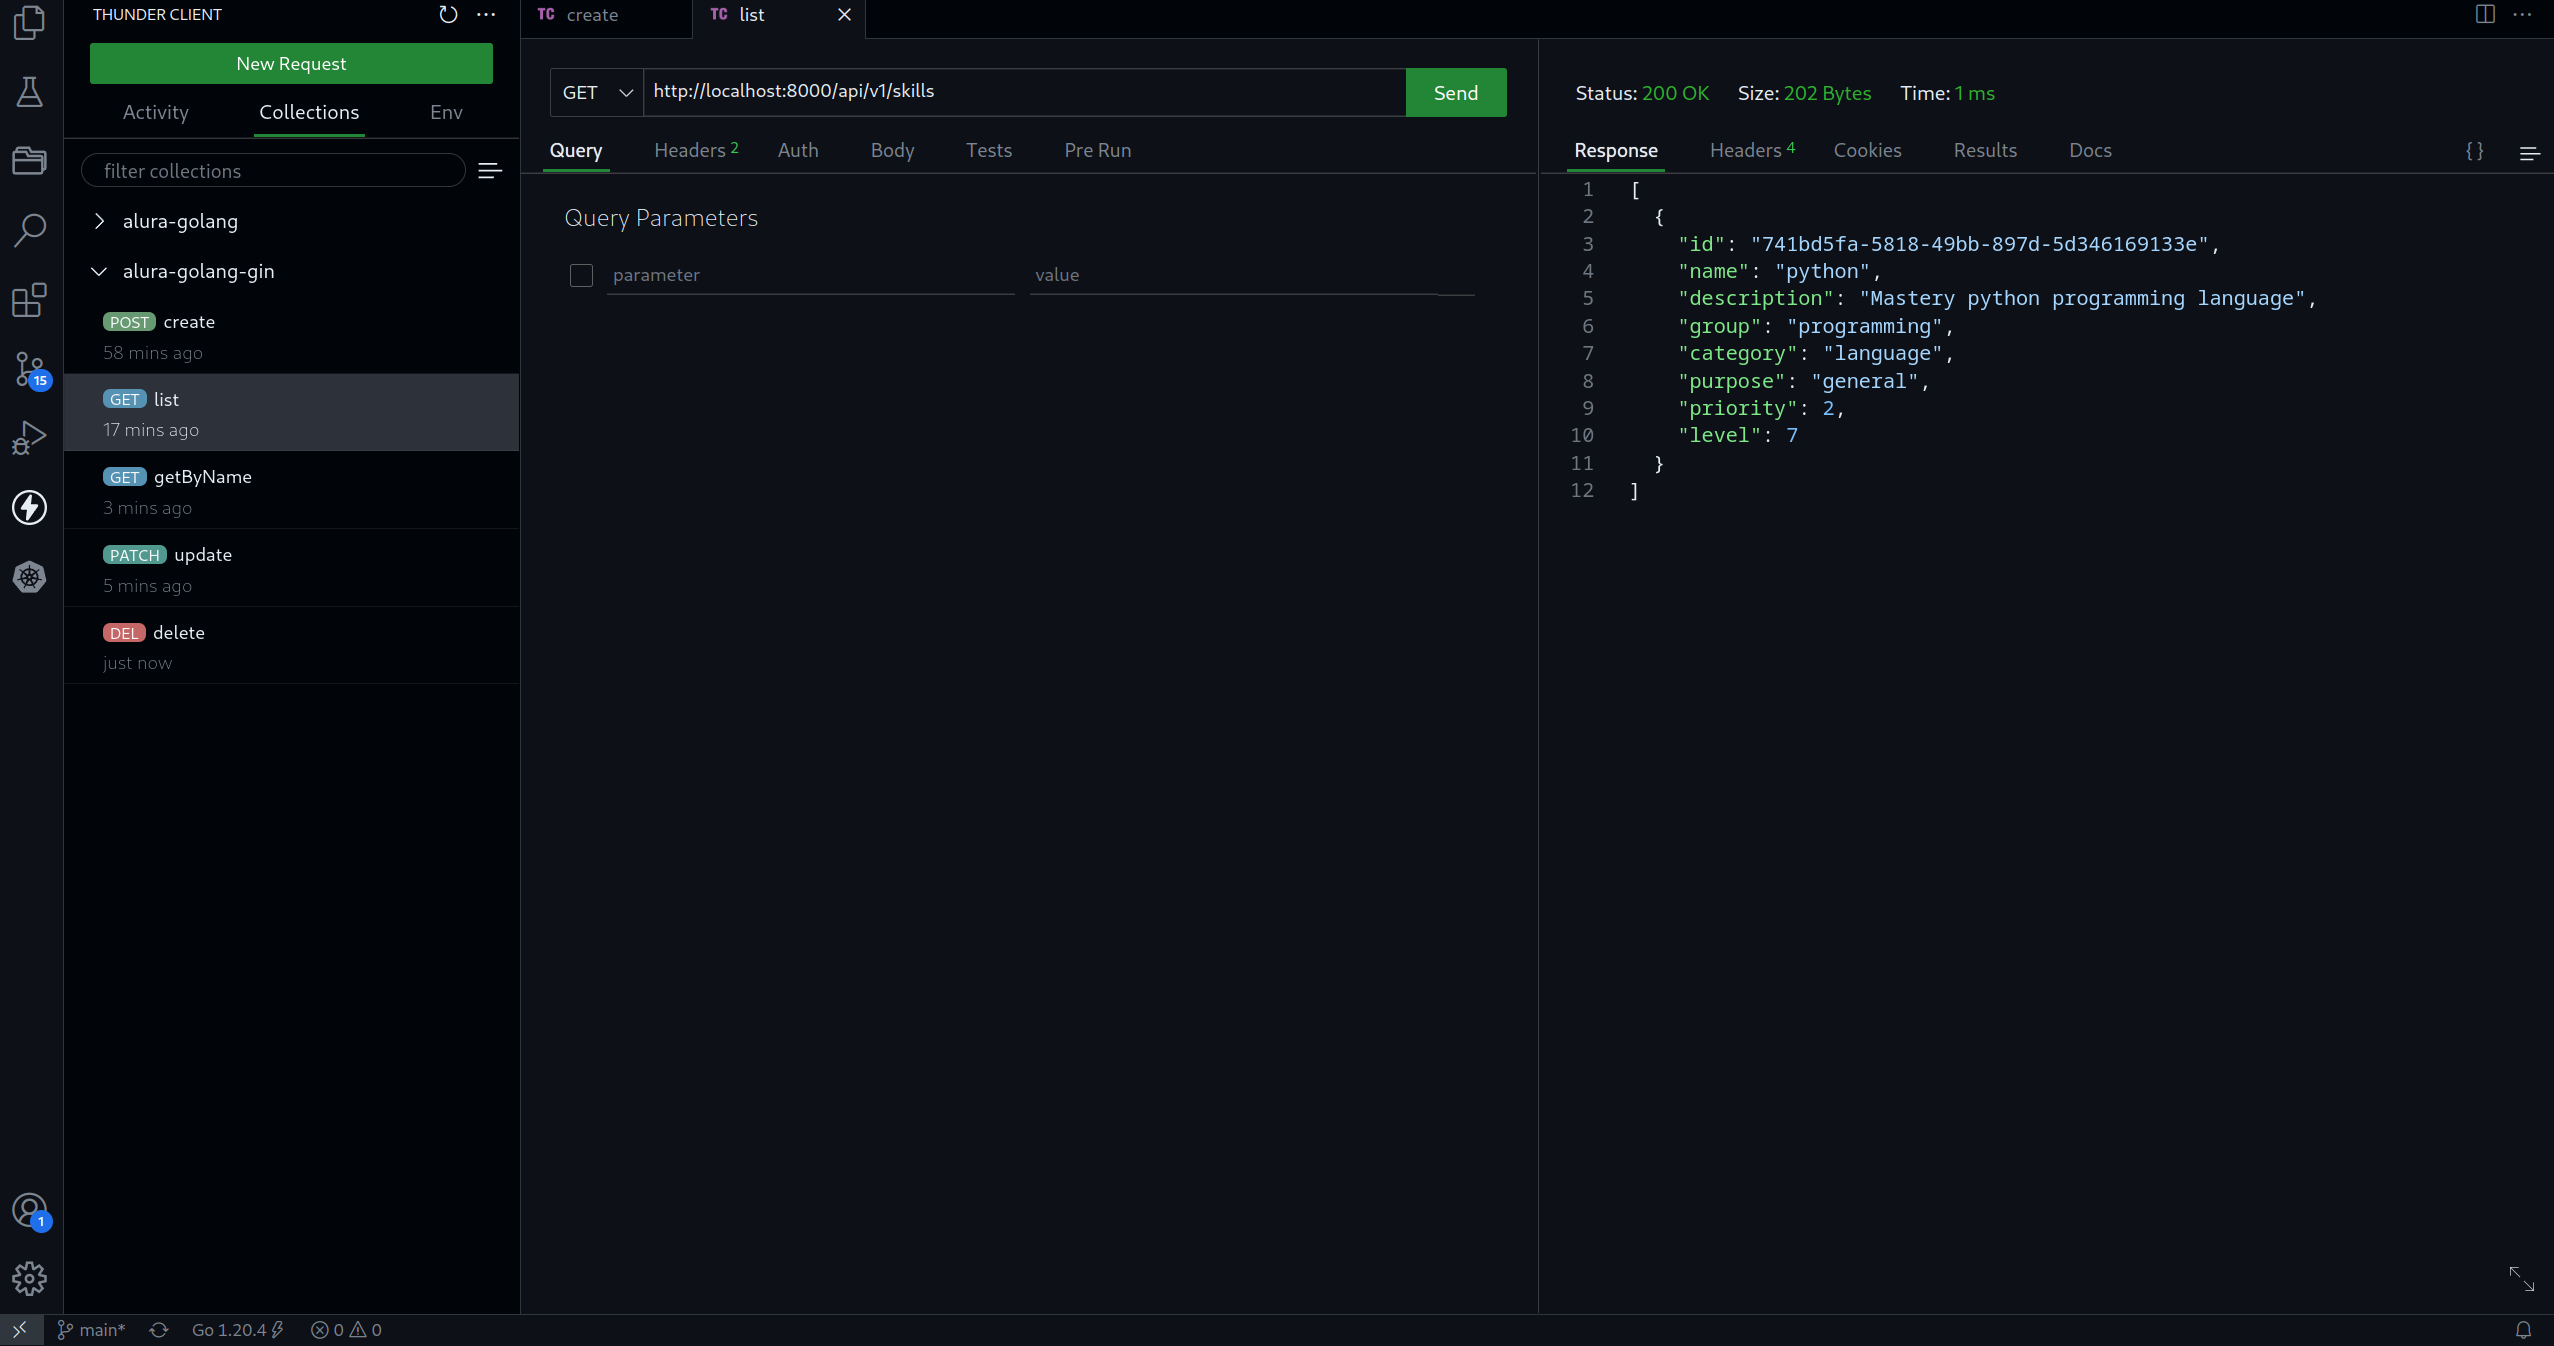 THUNDER CLIENT
New Request
Activity Collections Env
filter collections
alura-golang
alura-golang-gin
POST create
58 mins ago
GET list
17 mins ago
GET getByName
3 mins ago
PATCH update
5 mins ago
DEL delete
just now
15
1
TC create TC list
GET http://localhost:8000/api/v1/skills Send
Query Headers 2 Auth Body Tests Pre Run
Query Parameters
parameter value
Status: 200 OK Size: 202 Bytes Time: 1 ms
Response Headers 4 Cookies Results Docs { }
1 [
2 {
3 "id": "741bd5fa-5818-49bb-897d-5d346169133e",
4 "name": "python",
5 "description": "Mastery python programming language",
6 "group": "programming",
7 "category": "language",
8 "purpose": "general",
9 "priority": 2,
10 "level": 7
11 }
12 ]
main* Go 1.20.4 0 0